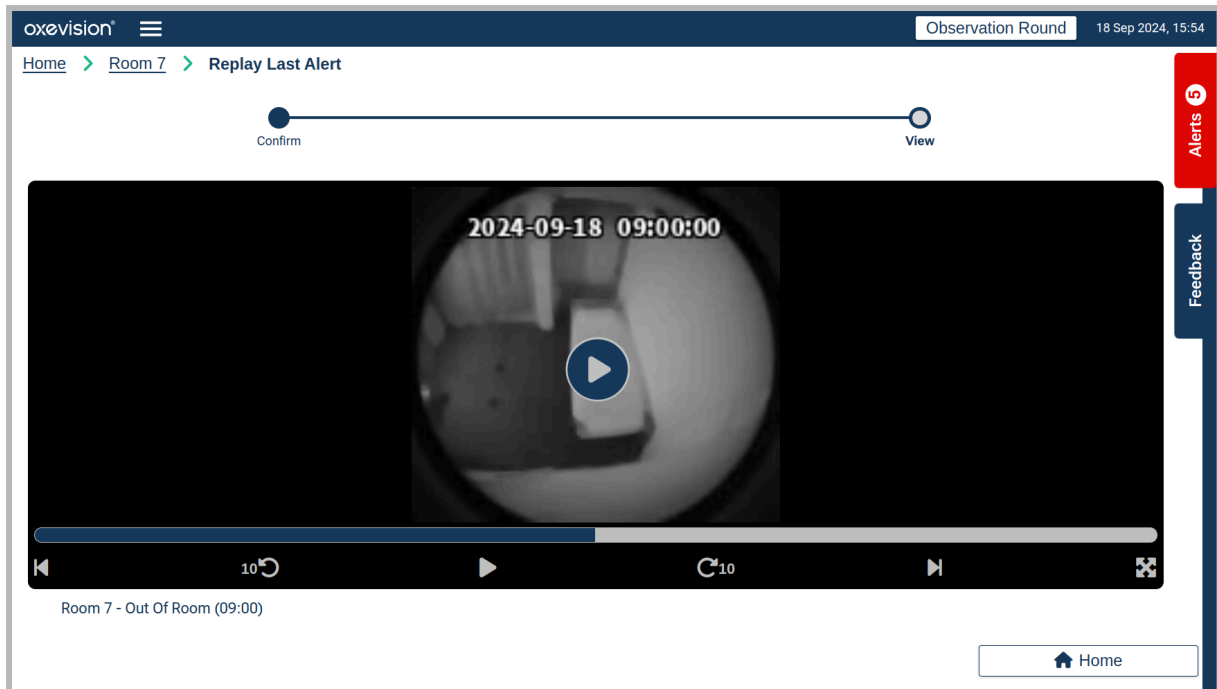 oxevision®
Observation Round
18 Sep 2024, 15:54
Home > Room 7 > Replay Last Alert
Alerts 5
Confirm
View
2024-09-18 09:00:00
Feedback
10
10
Room 7 - Out Of Room (09:00)
Home